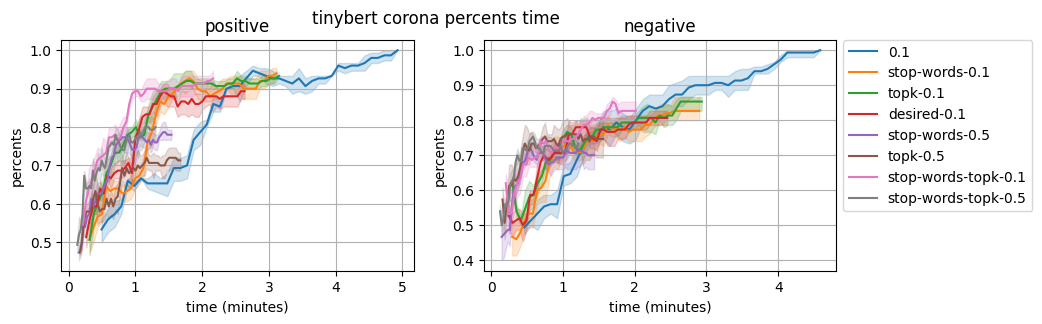 tinybert corona percents time
positive
percents
1.0
0.9
0.8
0.7
0.6
0.5
0
1
2
3
4
5
time (minutes)
negative
percents
1.0
0.9
0.8
0.7
0.6
0.5
0.4
0
1
2
3
4
time (minutes)
0.1
stop-words-0.1
topk-0.1
desired-0.1
stop-words-0.5
topk-0.5
stop-words-topk-0.1
stop-words-topk-0.5